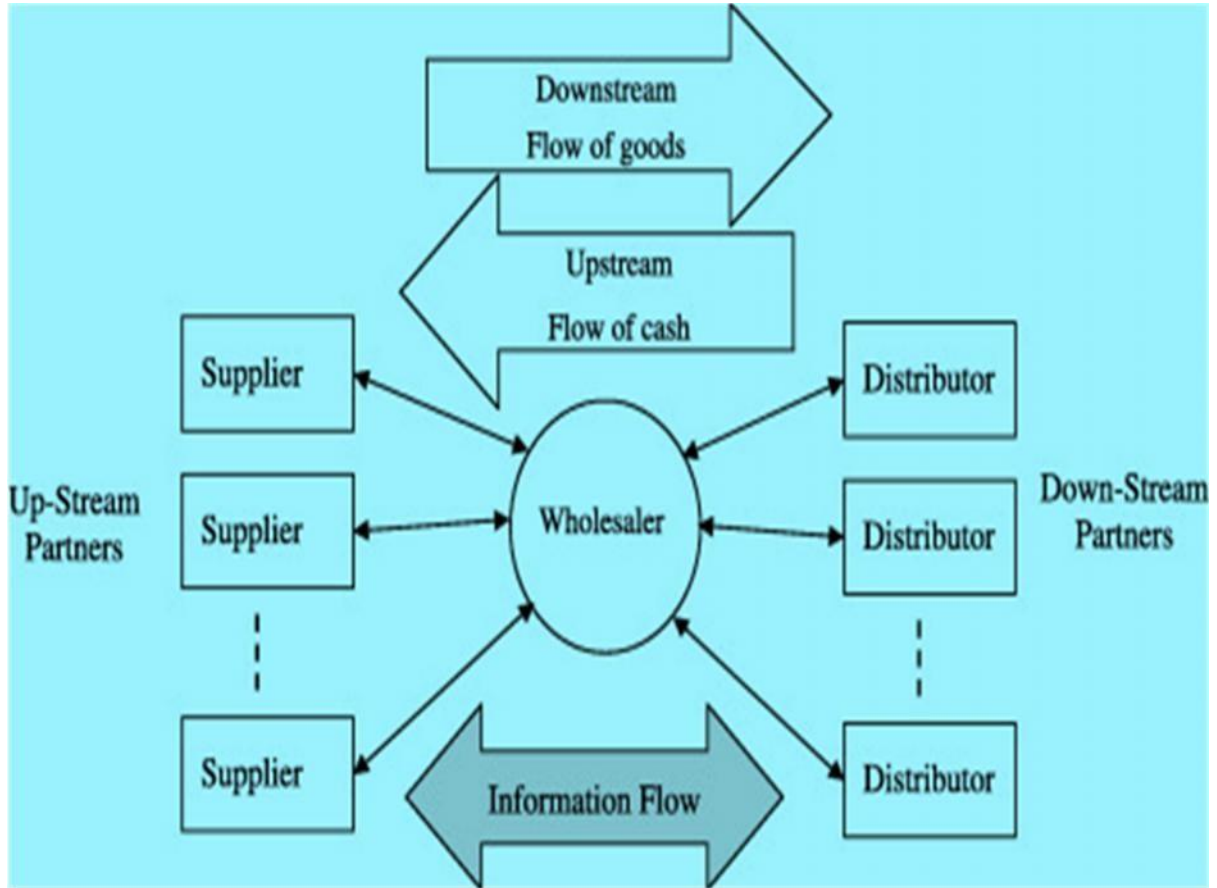 Downstream
Flow of goods
Upstream
Flow of cash
Supplier
Distributor
Up-Stream
Partners
Supplier
Wholesaler
Distributor
Down-Stream
Partners
Supplier
Information Flow
Distributor